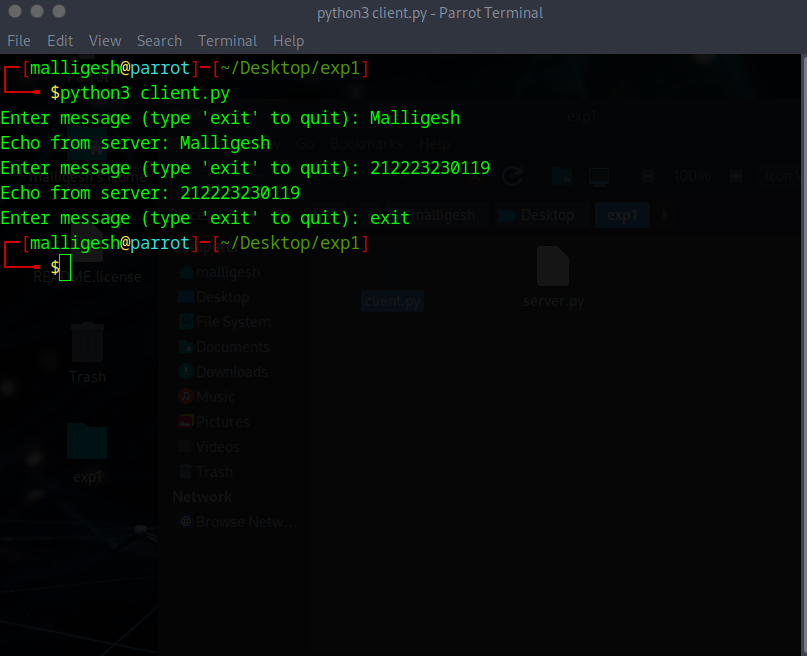 python3 client.py - Parrot Terminal
File Edit View Search Terminal Help
[malligesh@parrot]─[~/Desktop/exp1]
$python3 client.py
Enter message (type 'exit' to quit): Malligesh
Echo from server: Malligesh
Enter message (type 'exit' to quit): 212223230119
Echo from server: 212223230119
Enter message (type 'exit' to quit): exit
[malligesh@parrot]─[~/Desktop/exp1]
$
exp1
Go Bookmarks Help
100%
malligesh Desktop exp1
README.license
malligesh
Desktop
File System
Documents
Downloads
Music
Pictures
Videos
Trash
Network
Browse Netw...
client.py
server.py
Trash
exp1